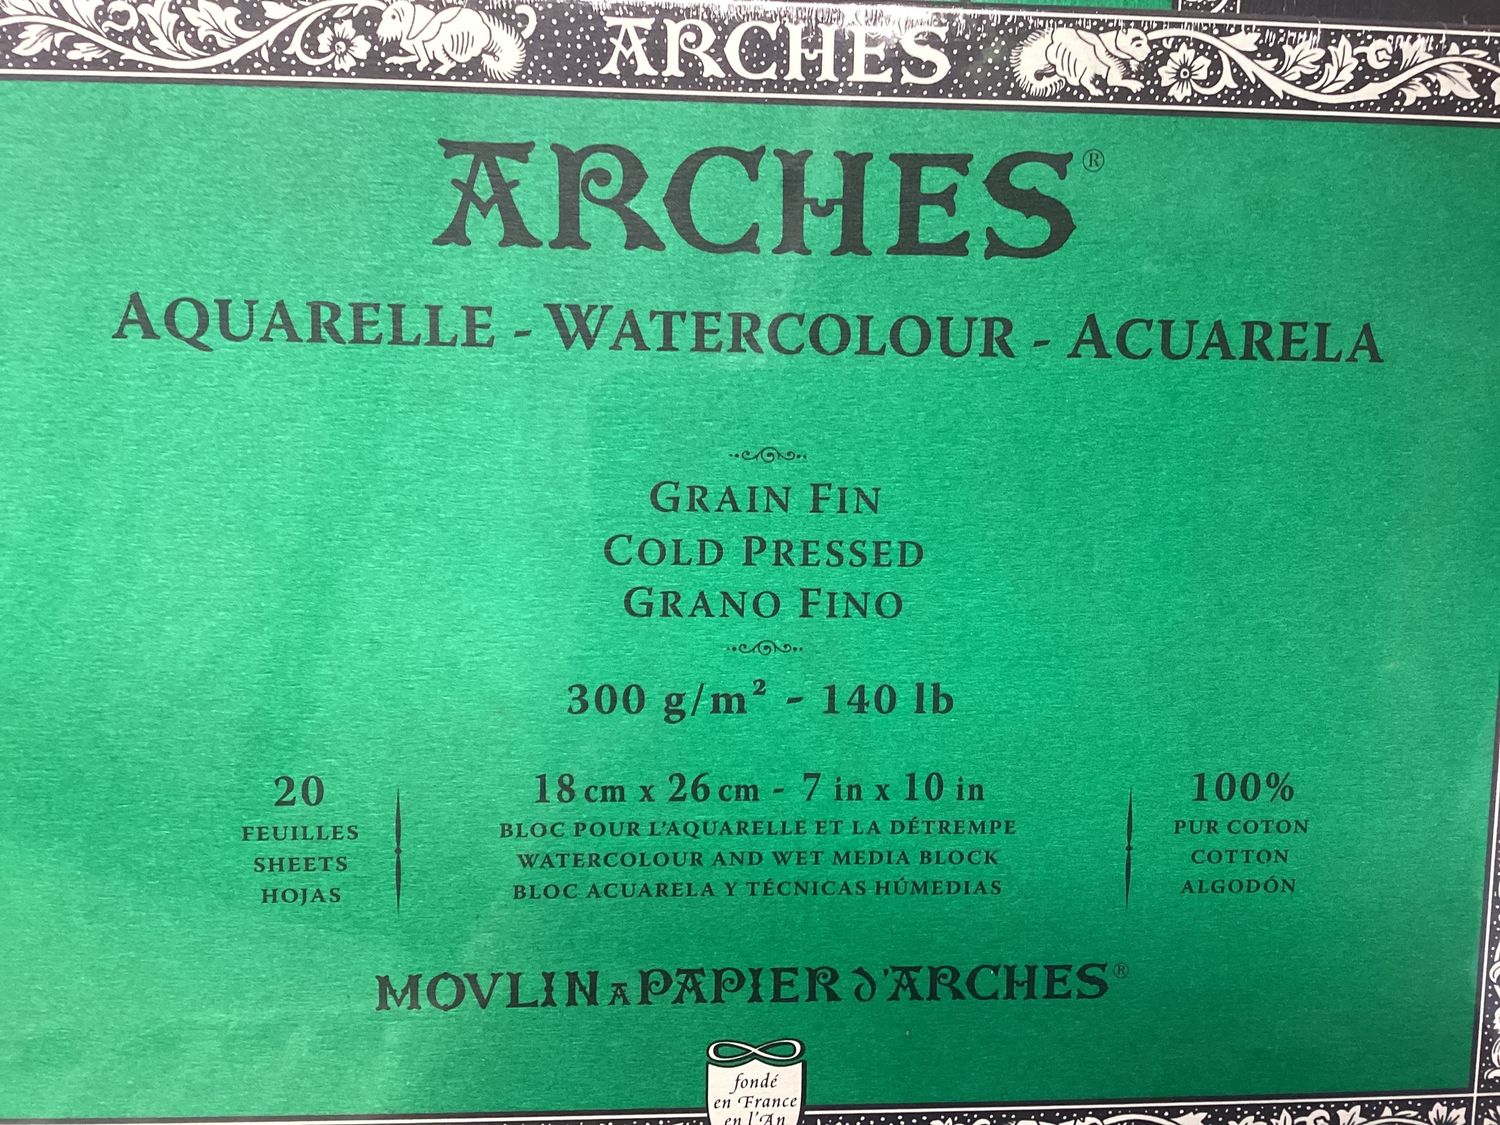 ARCHES
ARCHES®
AQUARELLE - WATERCOLOUR - ACUARELA
GRAIN FIN
COLD PRESSED
GRANO FINO
300 g/m² - 140 lb
20
FEUILLES
SHEETS
HOJAS
18 cm x 26 cm - 7 in x 10 in
BLOC POUR L'AQUARELLE ET LA DÉTREMPE
WATERCOLOUR AND WET MEDIA BLOCK
BLOC ACUARELA Y TÉCNICAS HÚMEDIAS
100%
PUR COTON
COTTON
ALGODÓN
MOVLIN A PAPIER d'ARCHES®
fondé
en France
en l'An